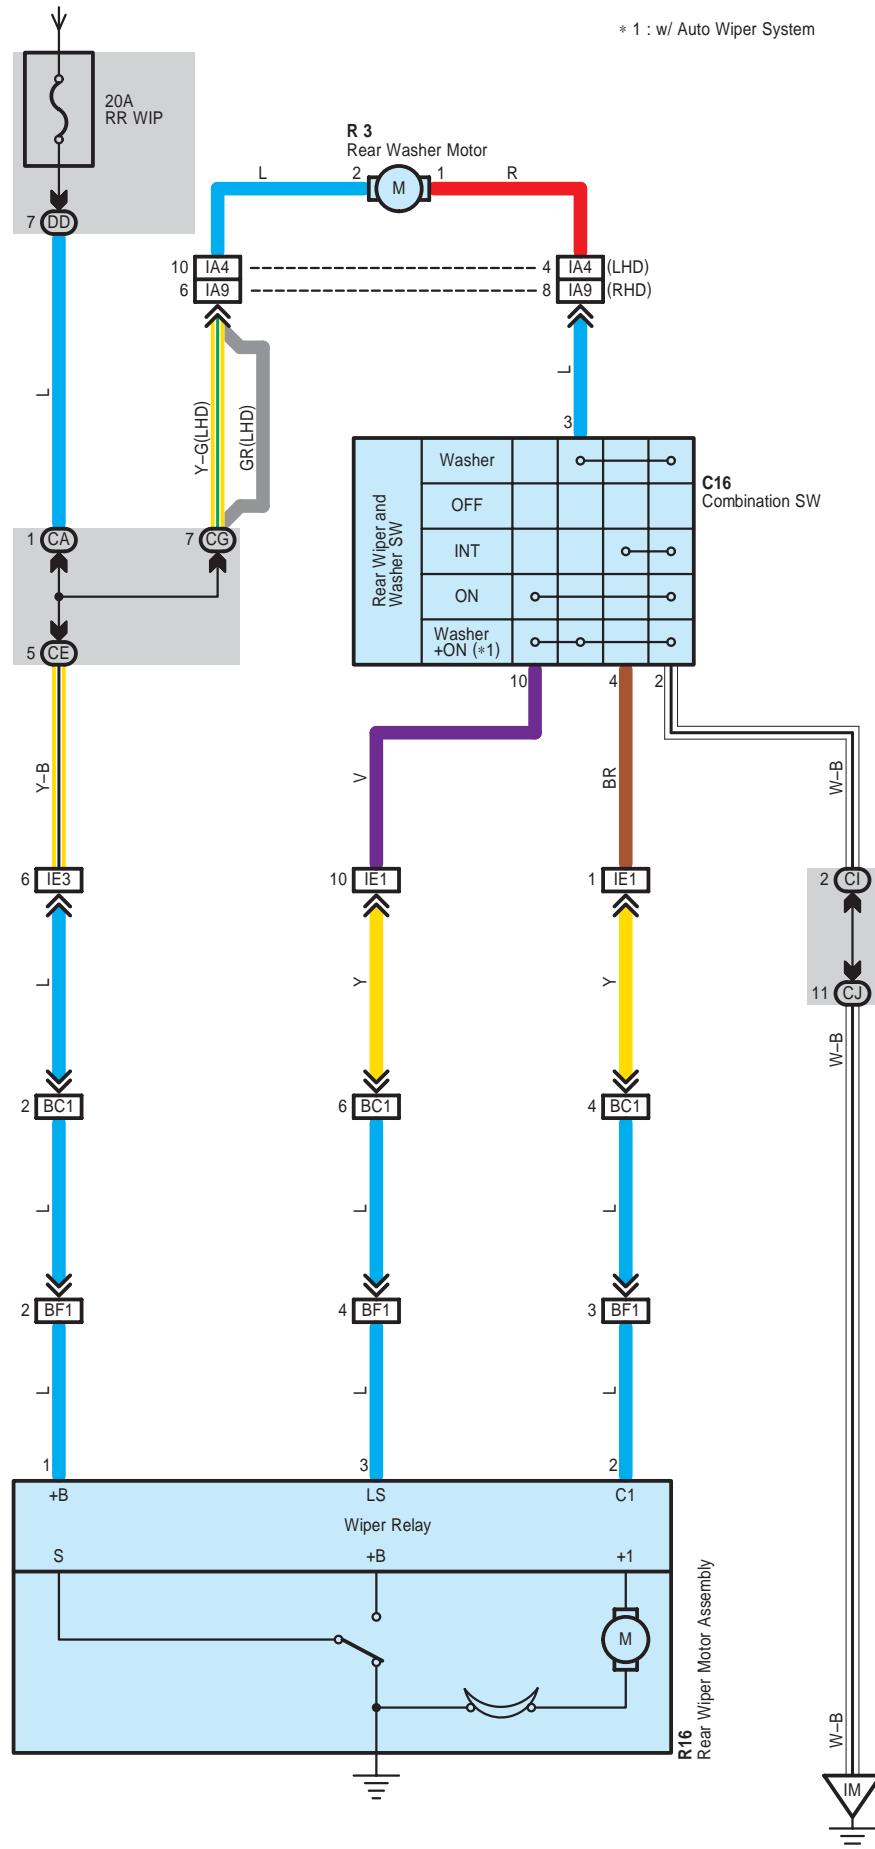 * 1 : w/ Auto Wiper System
20A
RR WIP
7 DD
R 3
Rear Washer Motor
L 2 M 1 R
10 IA4 4 IA4 (LHD)
6 IA9 8 IA9 (RHD)
L
Y–G(LHD)
GR(LHD)
L
3
Rear Wiper and
Washer SW
Washer
OFF
INT
ON
Washer
+ON (*1)
C16
Combination SW
1 CA 7 CG
5 CE
10 4 2
Y–B
V
BR
W–B
6 IE3 10 IE1 1 IE1 2 CI
L
Y
Y
11 CJ
W–B
2 BC1 6 BC1 4 BC1
L
L
L
2 BF1 4 BF1 3 BF1
L
L
L
1 3 2
+B LS C1
Wiper Relay
S +B +1
M
R16
Rear Wiper Motor Assembly
W–B
IM